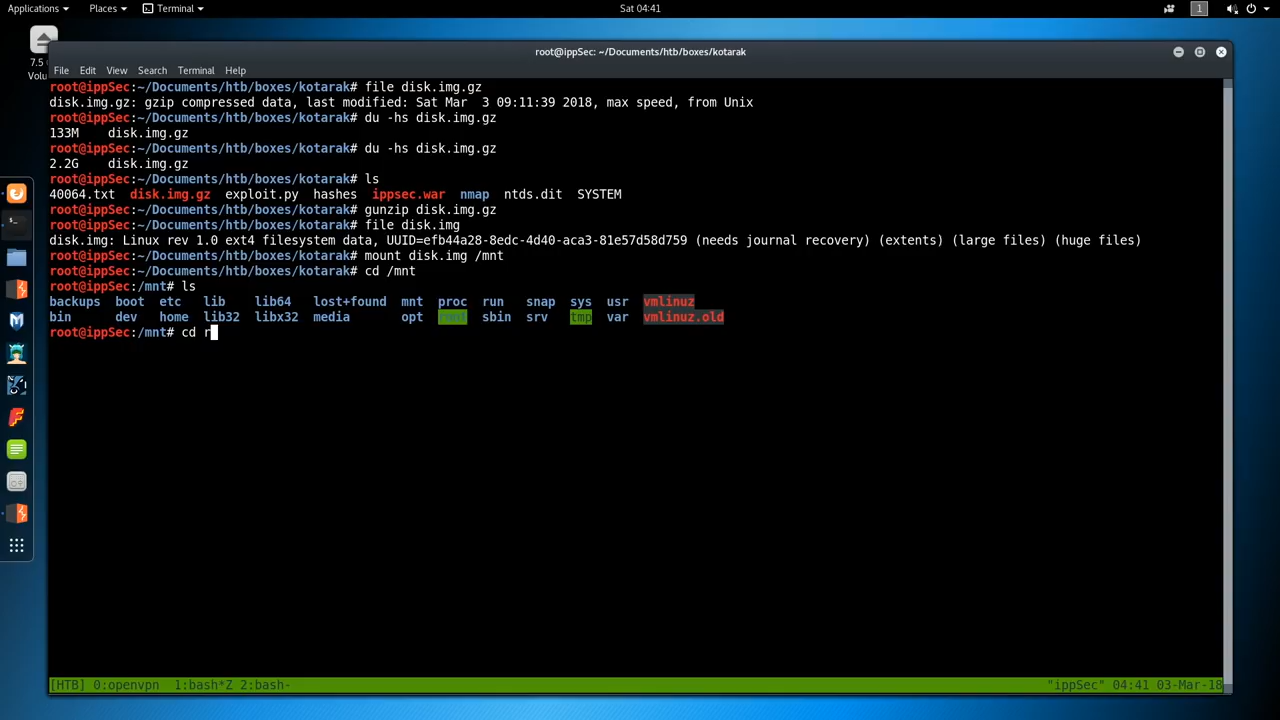 Applications Places Terminal Sat 04:41 1
root@ippSec: ~/Documents/htb/boxes/kotarak
7.5
Volu
File Edit View Search Terminal Help
root@ippSec:~/Documents/htb/boxes/kotarak# file disk.img.gz
disk.img.gz: gzip compressed data, last modified: Sat Mar  3 09:11:39 2018, max speed, from Unix
root@ippSec:~/Documents/htb/boxes/kotarak# du -hs disk.img.gz
133M    disk.img.gz
root@ippSec:~/Documents/htb/boxes/kotarak# du -hs disk.img.gz
2.2G    disk.img.gz
root@ippSec:~/Documents/htb/boxes/kotarak# ls
40064.txt  disk.img.gz  exploit.py  hashes  ippsec.war  nmap  ntds.dit  SYSTEM
root@ippSec:~/Documents/htb/boxes/kotarak# gunzip disk.img.gz
root@ippSec:~/Documents/htb/boxes/kotarak# file disk.img
disk.img: Linux rev 1.0 ext4 filesystem data, UUID=efb44a28-8edc-4d40-aca3-81e57d58d759 (needs journal recovery) (extents) (large files) (huge files)
root@ippSec:~/Documents/htb/boxes/kotarak# mount disk.img /mnt
root@ippSec:~/Documents/htb/boxes/kotarak# cd /mnt
root@ippSec:/mnt# ls
backups  boot  etc   lib    lib64   lost+found  mnt  proc  run   snap  sys  usr  vmlinuz
bin      dev   home  lib32  libx32  media       opt  root  sbin  srv   tmp  var  vmlinuz.old
root@ippSec:/mnt# cd r
[HTB] 0:openvpn  1:bash*Z 2:bash- "ippSec" 04:41 03-Mar-18